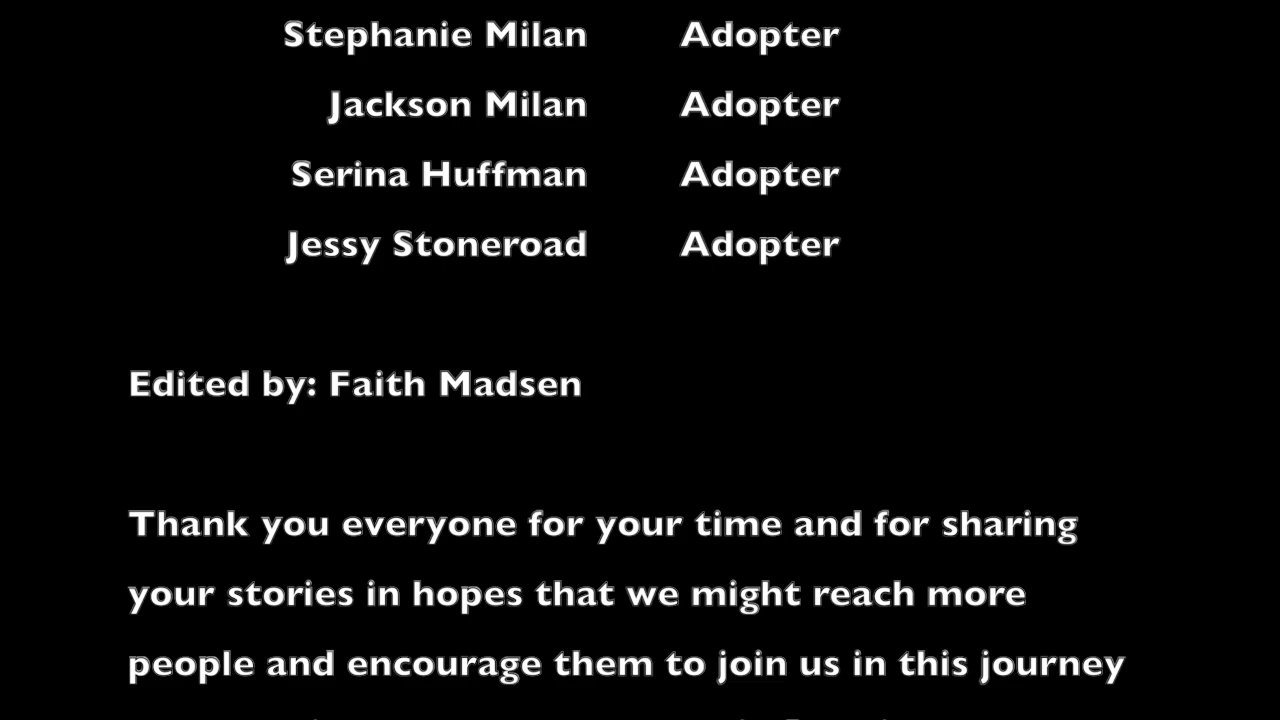 Stephanie Milan Adopter
Jackson Milan Adopter
Serina Huffman Adopter
Jessy Stoneroad Adopter
Edited by: Faith Madsen
Thank you everyone for your time and for sharing
your stories in hopes that we might reach more
people and encourage them to join us in this journey